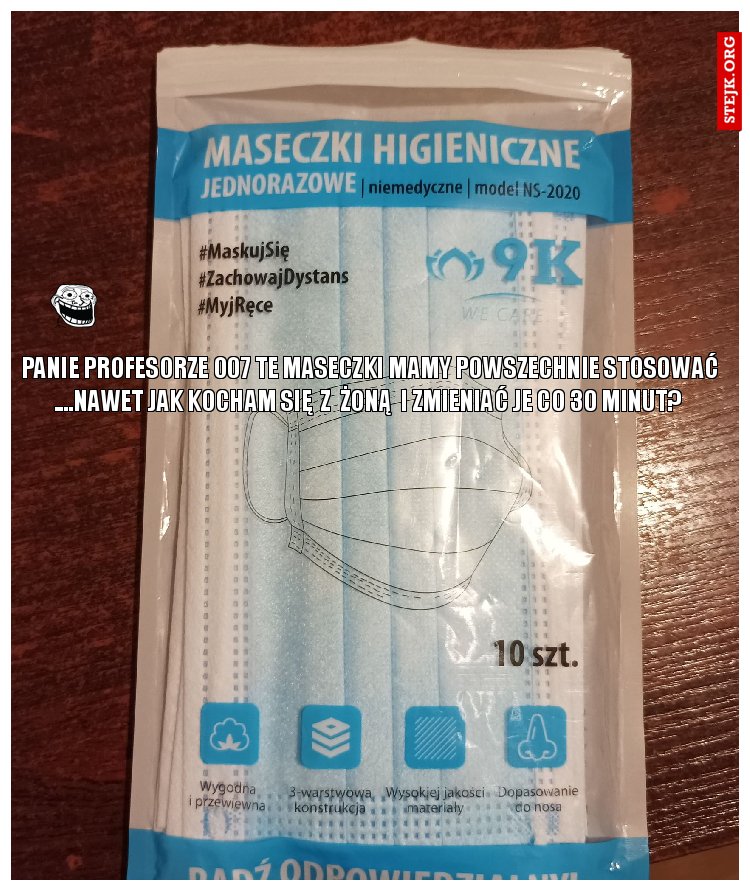 STEJK.ORG
MASECZKI HIGIENICZNE
JEDNORAZOWE | niemedyczne | model NS-2020
#MaskujSię
#ZachowajDystans
#MyjRęce
9K
WE CARE
PANIE PROFESORZE 007 TE MASECZKI MAMY POWSZECHNIE STOSOWAĆ
....NAWET JAK KOCHAM SIĘ Z ŻONĄ I ZMIENIAĆ JE CO 30 MINUT?
10 szt.
Wygodna
i przewiewna
3-warstwowa
konstrukcja
Wysokiej jakości
materiały
Dopasowanie
do nosa
BĄDŹ ODPOWIEDZIALNY!